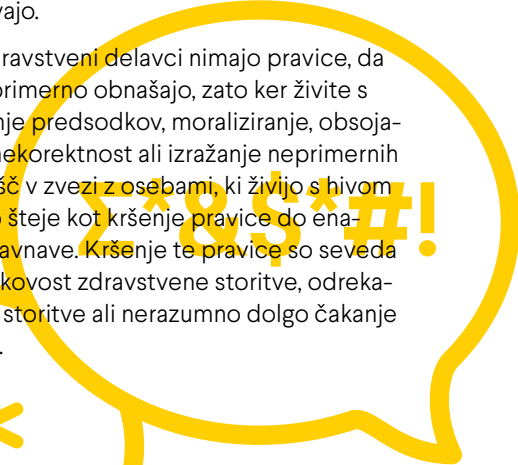 vajo.
ravstveni delavci nimajo pravice, da
primerno obnašajo, zato ker živite s
nje predsodkov, moraliziranje, obsoja-
nekorektnost ali izražanje neprimernih
šč v zvezi z osebami, ki živijo s hivom
o šteje kot kršenje pravice do ena-
avnave. Kršenje te pravice so seveda
kovost zdravstvene storitve, odreka-
storitve ali nerazumno dolgo čakanje
.
Σ*&$*#!